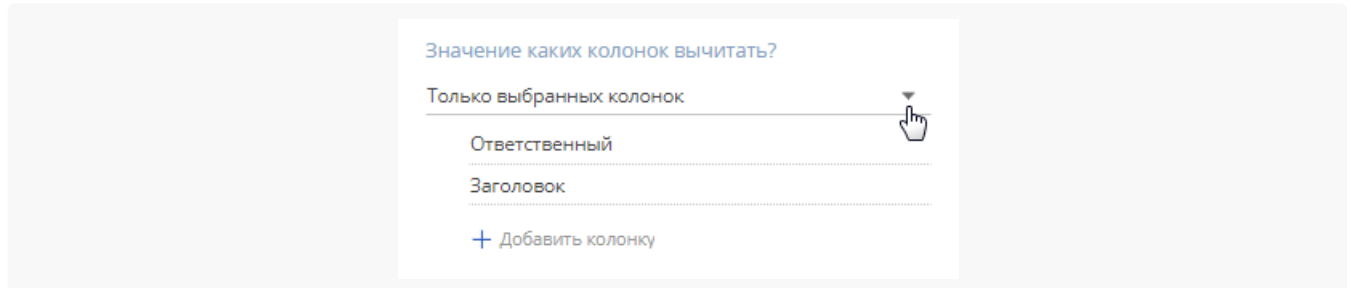 Значение каких колонок вычитать?
Только выбранных колонок
Ответственный
Заголовок
+ Добавить колонку